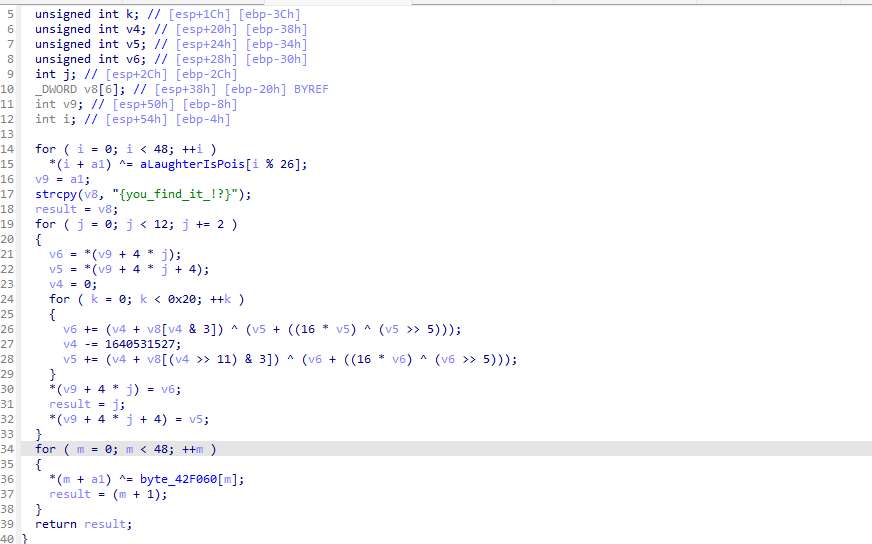 5 unsigned int k; // [esp+1Ch] [ebp-3Ch]
6 unsigned int v4; // [esp+20h] [ebp-38h]
7 unsigned int v5; // [esp+24h] [ebp-34h]
8 unsigned int v6; // [esp+28h] [ebp-30h]
9 int j; // [esp+2Ch] [ebp-2Ch]
10 _DWORD v8[6]; // [esp+38h] [ebp-20h] BYREF
11 int v9; // [esp+50h] [ebp-8h]
12 int i; // [esp+54h] [ebp-4h]
13
14 for ( i = 0; i < 48; ++i )
15 *(i + a1) ^= aLaughterIsPois[i % 26];
16 v9 = a1;
17 strcpy(v8, "{you_find_it_!?}");
18 result = v8;
19 for ( j = 0; j < 12; j += 2 )
20 {
21 v6 = *(v9 + 4 * j);
22 v5 = *(v9 + 4 * j + 4);
23 v4 = 0;
24 for ( k = 0; k < 0x20; ++k )
25 {
26 v6 += (v4 + v8[v4 & 3]) ^ (v5 + ((16 * v5) ^ (v5 >> 5)));
27 v4 -= 1640531527;
28 v5 += (v4 + v8[(v4 >> 11) & 3]) ^ (v6 + ((16 * v6) ^ (v6 >> 5)));
29 }
30 *(v9 + 4 * j) = v6;
31 result = j;
32 *(v9 + 4 * j + 4) = v5;
33 }
34 for ( m = 0; m < 48; ++m )
35 {
36 *(m + a1) ^= byte_42F060[m];
37 result = (m + 1);
38 }
39 return result;
40 }